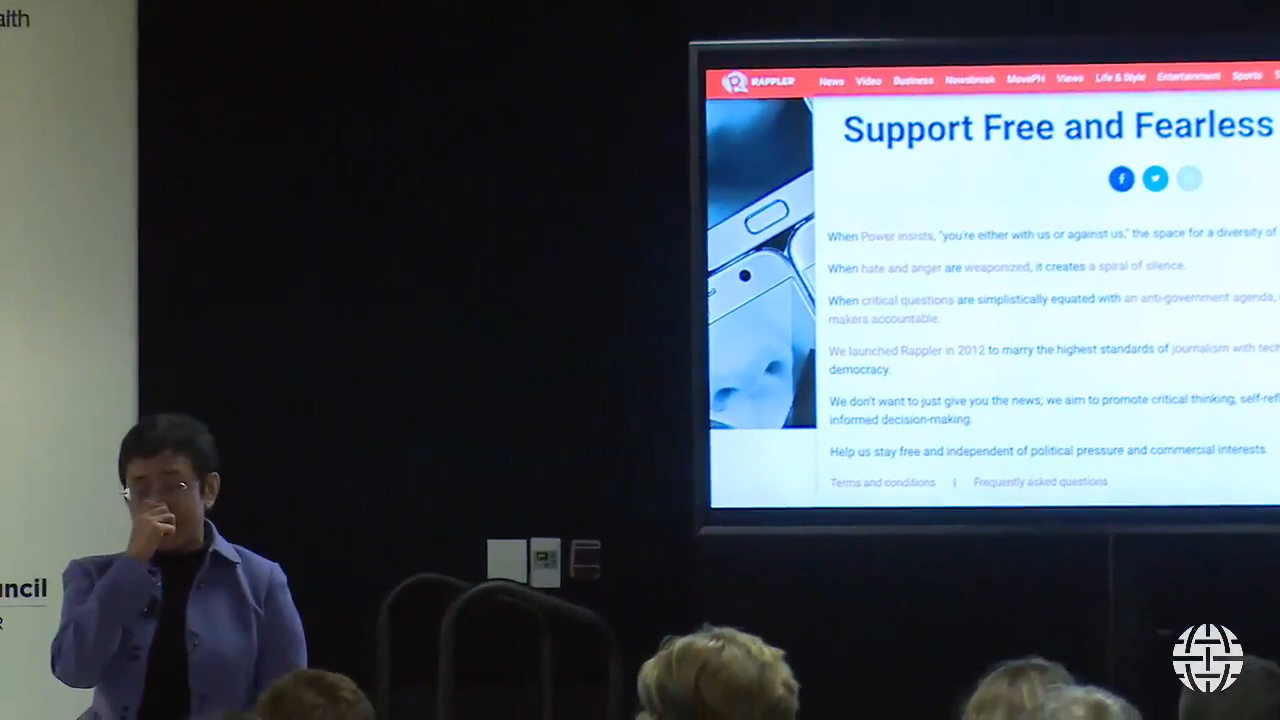 alth
RAPPLER News Video Business Newsbreak MovePH Views Life & Style Entertainment Sports
Support Free and Fearless
f
When Power insists, "you're either with us or against us," the space for a diversity of
When hate and anger are weaponized, it creates a spiral of silence.
When critical questions are simplistically equated with an anti-government agenda,
makers accountable.
We launched Rappler in 2012 to marry the highest standards of journalism with tech
democracy.
We don't want to just give you the news; we aim to promote critical thinking, self-refl
informed decision-making.
Help us stay free and independent of political pressure and commercial interests.
Terms and conditions | Frequently asked questions
ncil
R